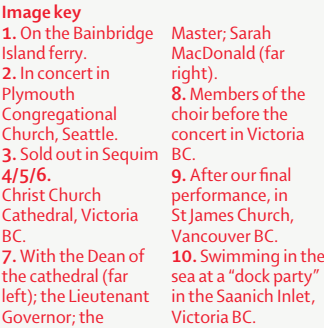 Image key
1. On the Bainbridge
Island ferry.
2. In concert in
Plymouth
Congregational
Church, Seattle.
3. Sold out in Sequim
4/5/6.
Christ Church
Cathedral, Victoria
BC.
7. With the Dean of
the cathedral (far
left); the Lieutenant
Governor; the
Master; Sarah
MacDonald (far
right).
8. Members of the
choir before the
concert in Victoria
BC.
9. After our final
performance, in
St James Church,
Vancouver BC.
10. Swimming in the
sea at a “dock party”
in the Saanich Inlet,
Victoria BC.